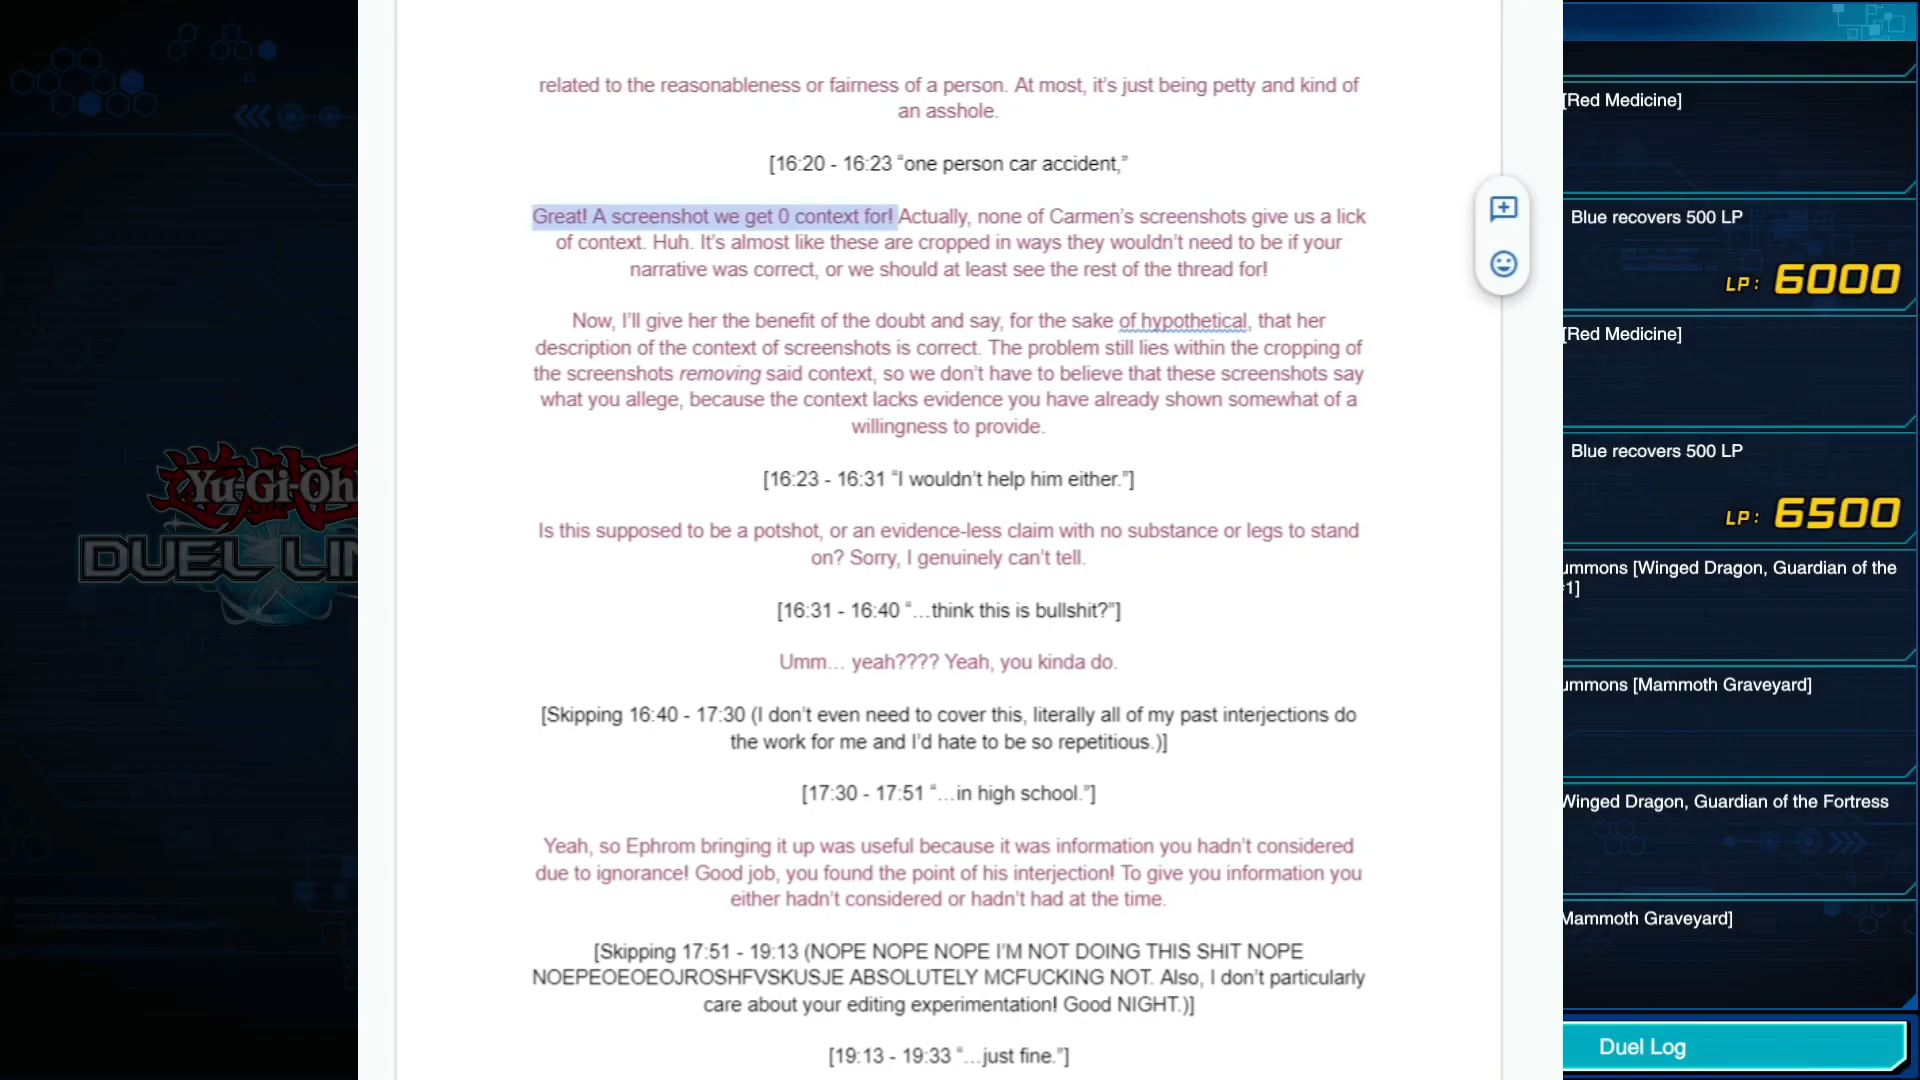 related to the reasonableness or fairness of a person. At most, it’s just being petty and kind of
an asshole.
[16:20 - 16:23 “one person car accident,”
Great! A screenshot we get 0 context for! Actually, none of Carmen’s screenshots give us a lick
of context. Huh. It’s almost like these are cropped in ways they wouldn’t need to be if your
narrative was correct, or we should at least see the rest of the thread for!
Now, I’ll give her the benefit of the doubt and say, for the sake of hypothetical, that her
description of the context of screenshots is correct. The problem still lies within the cropping of
the screenshots removing said context, so we don’t have to believe that these screenshots say
what you allege, because the context lacks evidence you have already shown somewhat of a
willingness to provide.
[16:23 - 16:31 “I wouldn’t help him either.”]
Is this supposed to be a potshot, or an evidence-less claim with no substance or legs to stand
on? Sorry, I genuinely can’t tell.
[16:31 - 16:40 “…think this is bullshit?”]
Umm… yeah???? Yeah, you kinda do.
[Skipping 16:40 - 17:30 (I don’t even need to cover this, literally all of my past interjections do
the work for me and I’d hate to be so repetitious.)]
[17:30 - 17:51 “…in high school.”]
Yeah, so Ephrom bringing it up was useful because it was information you hadn’t considered
due to ignorance! Good job, you found the point of his interjection! To give you information you
either hadn’t considered or hadn’t had at the time.
[Skipping 17:51 - 19:13 (NOPE NOPE NOPE I’M NOT DOING THIS SHIT NOPE
NOEPEOEOEOJROSHFVSKUSJE ABSOLUTELY MCFUCKING NOT. Also, I don’t particularly
care about your editing experimentation! Good NIGHT.)]
[19:13 - 19:33 “…just fine.”]
Yu-Gi-Oh
DUEL LIN
[Red Medicine]
Blue recovers 500 LP
LP: 6000
[Red Medicine]
Blue recovers 500 LP
LP: 6500
ummons [Winged Dragon, Guardian of the
#1]
ummons [Mammoth Graveyard]
Winged Dragon, Guardian of the Fortress
Mammoth Graveyard]
Duel Log